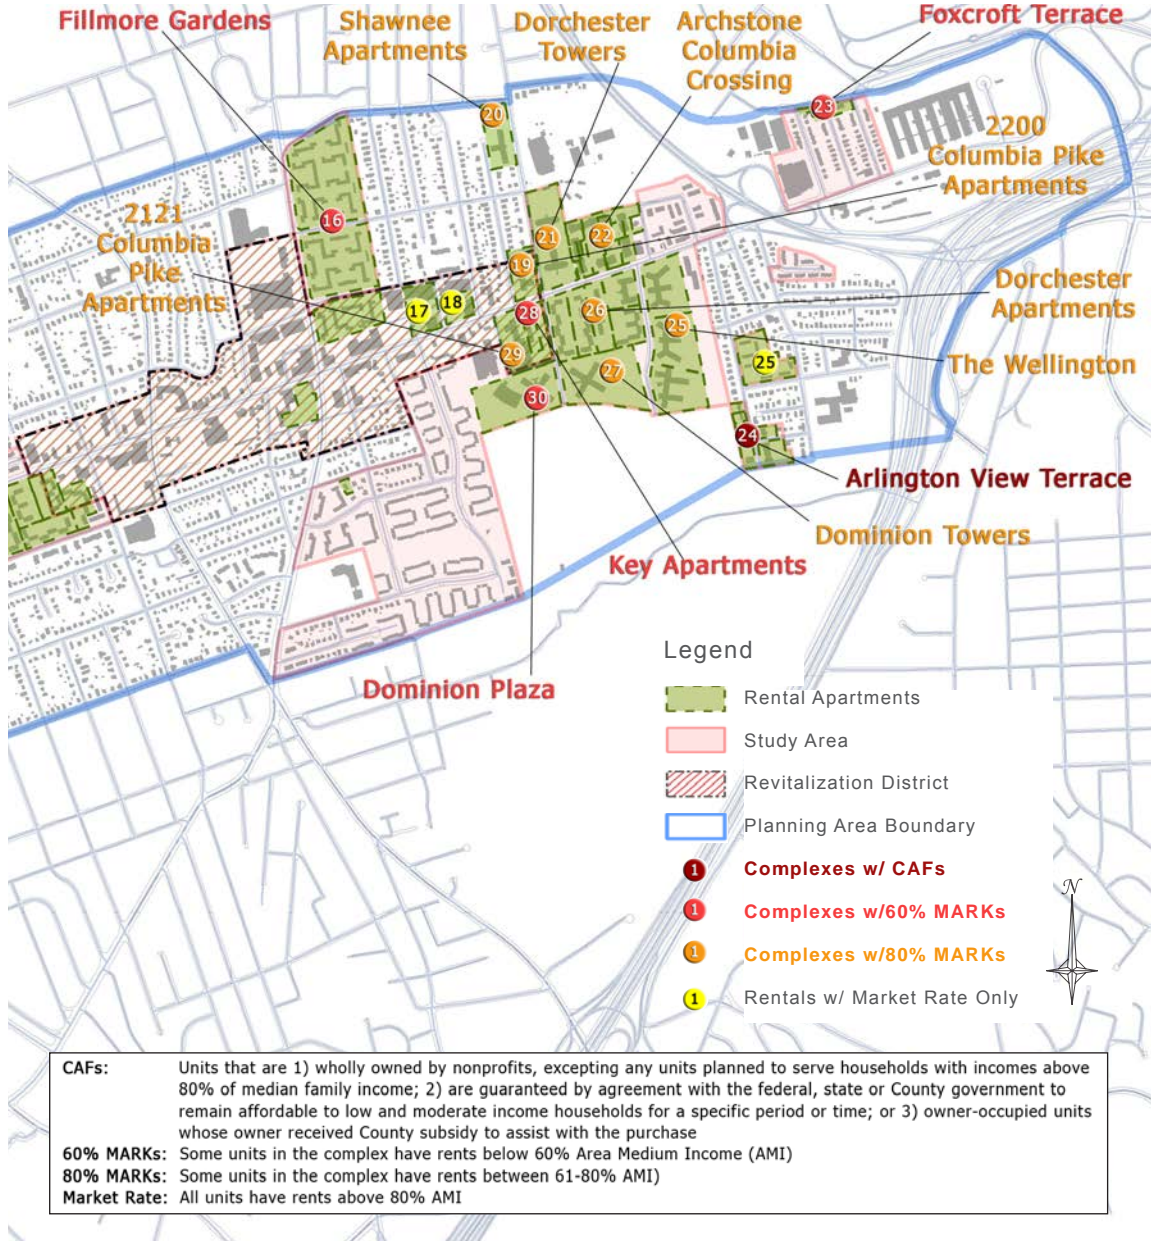 Fillmore Gardens
Shawnee
Apartments
Dorchester
Towers
Archstone
Columbia
Crossing
Foxcroft Terrace
23
20
2200
Columbia Pike
Apartments
2121
Columbia
Pike
Apartments
16
21
22
19
17
18
28
26
25
29
27
25
30
24
Dorchester
Apartments
The Wellington
Arlington View Terrace
Dominion Towers
Key Apartments
Dominion Plaza
Legend
Rental Apartments
Study Area
Revitalization District
Planning Area Boundary
1 Complexes w/ CAFs
1 Complexes w/60% MARKs
1 Complexes w/80% MARKs
1 Rentals w/ Market Rate Only
N
CAFs: Units that are 1) wholly owned by nonprofits, excepting any units planned to serve households with incomes above
80% of median family income; 2) are guaranteed by agreement with the federal, state or County government to
remain affordable to low and moderate income households for a specific period or time; or 3) owner-occupied units
whose owner received County subsidy to assist with the purchase
60% MARKs: Some units in the complex have rents below 60% Area Medium Income (AMI)
80% MARKs: Some units in the complex have rents between 61-80% AMI)
Market Rate: All units have rents above 80% AMI